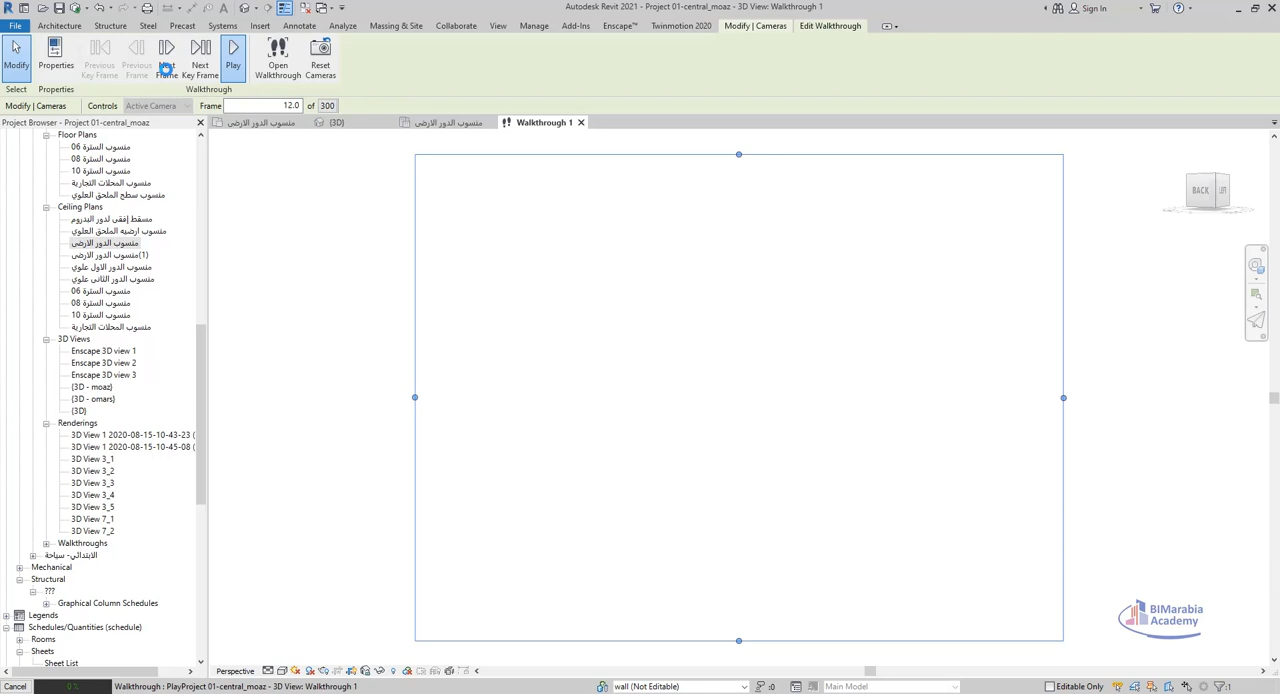 Autodesk Revit 2021 - Project 01-central_moaz - 3D View: Walkthrough 1
Sign In
File Architecture Structure Steel Precast Systems Insert Annotate Analyze Massing & Site Collaborate View Manage Add-Ins Enscape™ Twinmotion 2020 Modify | Cameras Edit Walkthrough
Modify Properties Previous Key Frame Previous Frame Next Frame Next Key Frame Play Open Walkthrough Reset Cameras
Select Properties Walkthrough
Modify | Cameras Controls Active Camera Frame 12.0 of 300
Project Browser - Project 01-central_moaz
منسوب الدور الارضى {3D} منسوب الدور الارضى Walkthrough 1
Floor Plans
منسوب السترة 06
منسوب السترة 08
منسوب السترة 10
منسوب المحلات التجارية
منسوب سطح الملحق العلوي
Ceiling Plans
مسقط إفقى لدور البدروم
منسوب ارضيه الملحق العلوي
منسوب الدور الارضى
منسوب الدور الارضى(1)
منسوب الدور الاول علوي
منسوب الدور الثانى علوي
منسوب السترة 06
منسوب السترة 08
منسوب السترة 10
منسوب المحلات التجارية
3D Views
Enscape 3D view 1
Enscape 3D view 2
Enscape 3D view 3
{3D - moaz}
{3D - omars}
{3D}
Renderings
3D View 1 2020-08-15-10-43-23 (
3D View 1 2020-08-15-10-45-08 (
3D View 3_1
3D View 3_2
3D View 3_3
3D View 3_4
3D View 3_5
3D View 7_1
3D View 7_2
Walkthroughs
الابتدائي- سياحة
Mechanical
Structural
???
Graphical Column Schedules
Legends
Schedules/Quantities (schedule)
Rooms
Sheets
Sheet List
BACK
BIMarabia
Academy
Perspective
Cancel 0 % Walkthrough : PlayProject 01-central_moaz - 3D View: Walkthrough 1 wall (Not Editable) :0 Main Model Editable Only :1